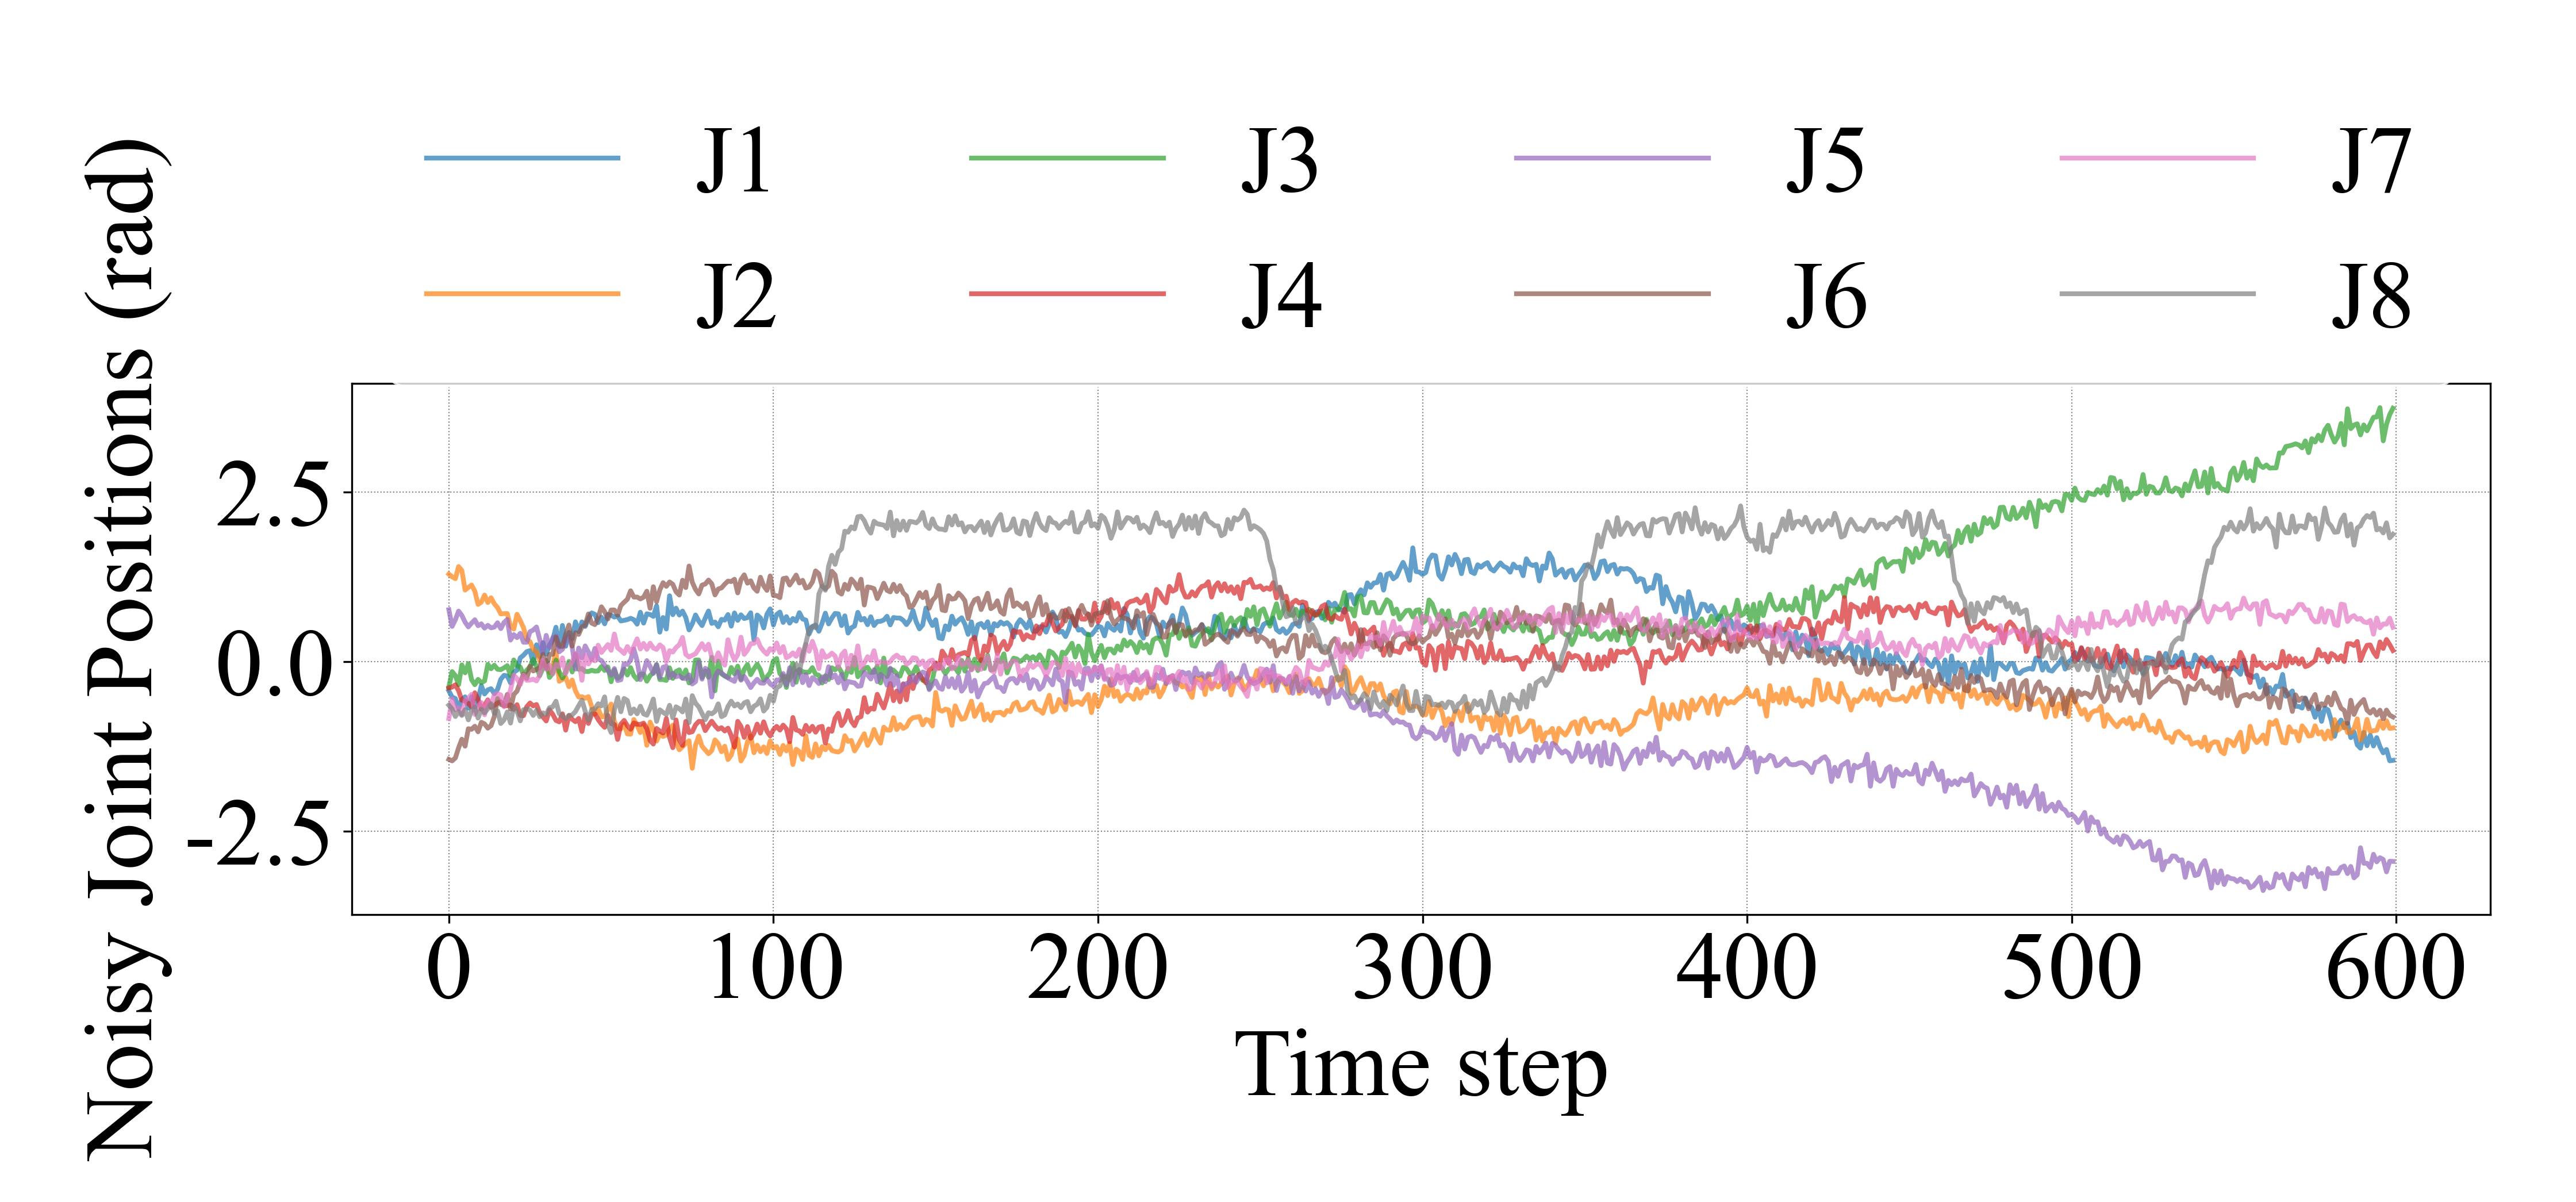 J1 J3 J5 J7
J2 J4 J6 J8
Noisy Joint Positions (rad)
2.5
0.0
-2.5
0 100 200 300 400 500 600
Time step